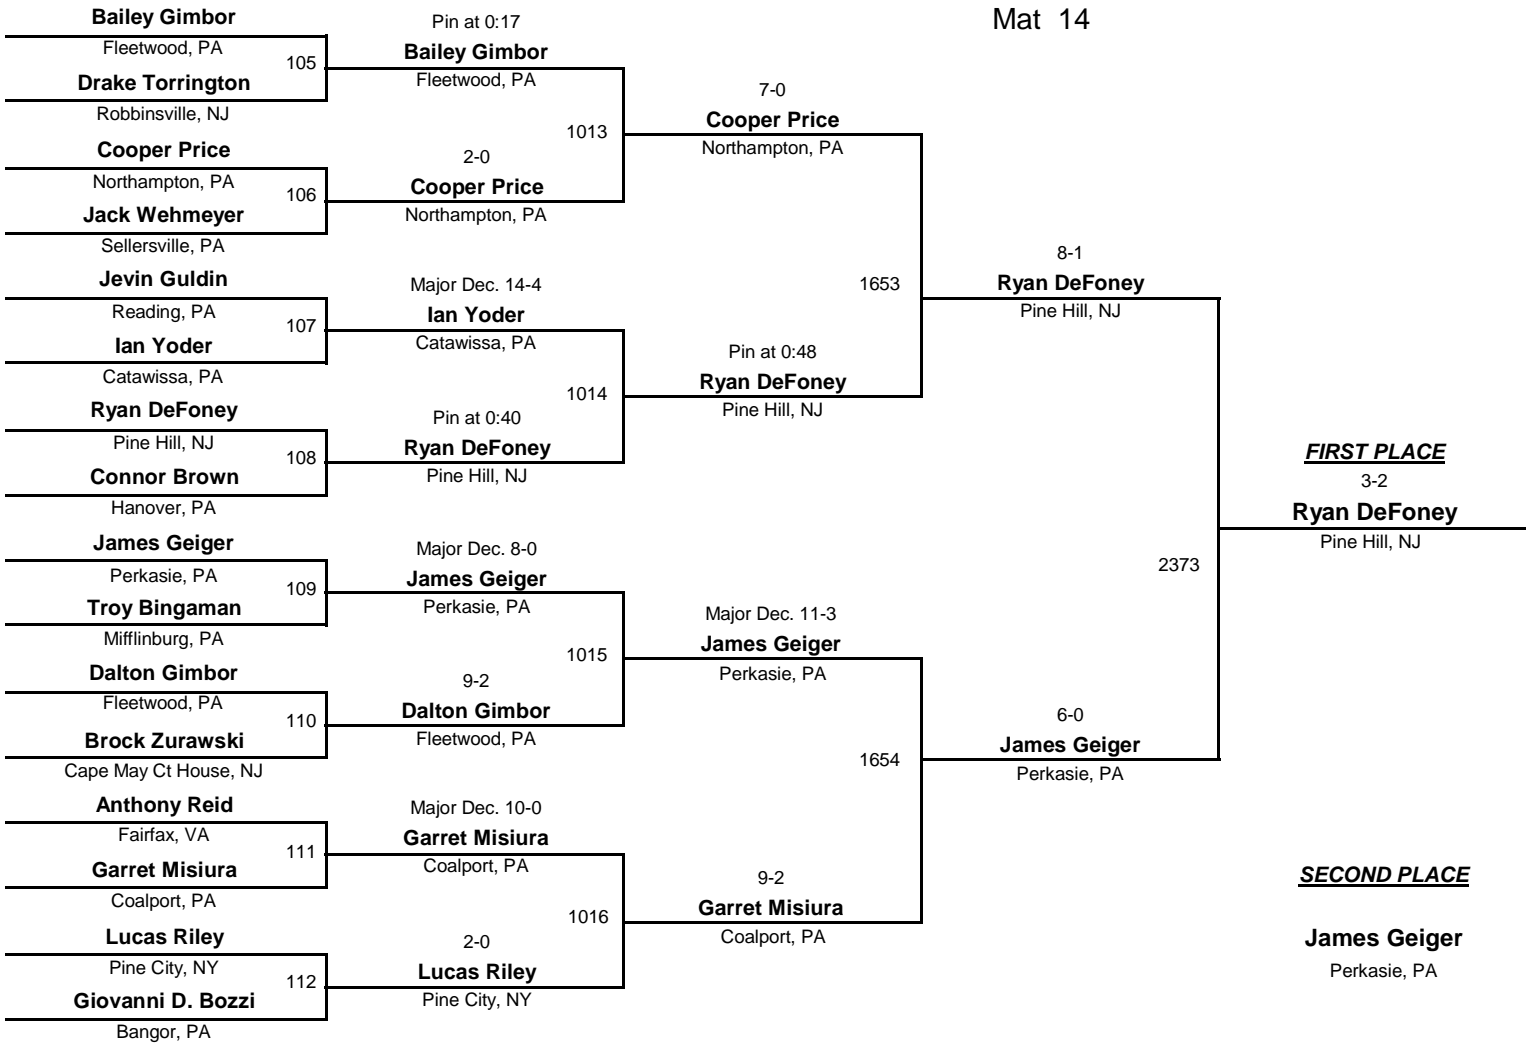 Mat 14
Bailey Gimbor
Fleetwood, PA
105
Drake Torrington
Robbinsville, NJ
Cooper Price
Northampton, PA
106
Jack Wehmeyer
Sellersville, PA
Jevin Guldin
Reading, PA
107
Ian Yoder
Catawissa, PA
Ryan DeFoney
Pine Hill, NJ
108
Connor Brown
Hanover, PA
James Geiger
Perkasie, PA
109
Troy Bingaman
Mifflinburg, PA
Dalton Gimbor
Fleetwood, PA
110
Brock Zurawski
Cape May Ct House, NJ
Anthony Reid
Fairfax, VA
111
Garret Misiura
Coalport, PA
Lucas Riley
Pine City, NY
112
Giovanni D. Bozzi
Bangor, PA
Pin at 0:17
Bailey Gimbor
Fleetwood, PA
1013
2-0
Cooper Price
Northampton, PA
Major Dec. 14-4
Ian Yoder
Catawissa, PA
1014
Pin at 0:40
Ryan DeFoney
Pine Hill, NJ
Major Dec. 8-0
James Geiger
Perkasie, PA
1015
9-2
Dalton Gimbor
Fleetwood, PA
Major Dec. 10-0
Garret Misiura
Coalport, PA
1016
2-0
Lucas Riley
Pine City, NY
7-0
Cooper Price
Northampton, PA
1653
Pin at 0:48
Ryan DeFoney
Pine Hill, NJ
Major Dec. 11-3
James Geiger
Perkasie, PA
1654
9-2
Garret Misiura
Coalport, PA
8-1
Ryan DeFoney
Pine Hill, NJ
2373
6-0
James Geiger
Perkasie, PA
FIRST PLACE
3-2
Ryan DeFoney
Pine Hill, NJ
SECOND PLACE
James Geiger
Perkasie, PA